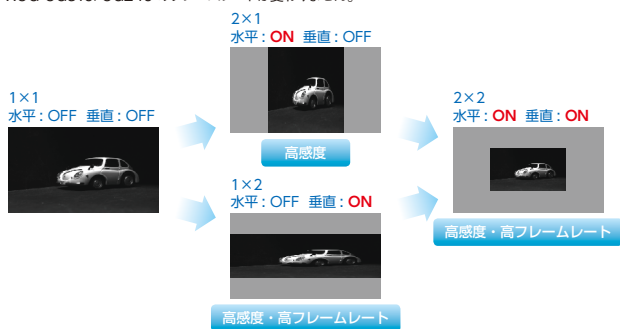 2×1
水平 : ON 垂直 : OFF
1×1
水平 : OFF 垂直 : OFF
高感度
2×2
水平 : ON 垂直 : ON
1×2
水平 : OFF 垂直 : ON
高感度・高フレームレート
高感度・高フレームレート